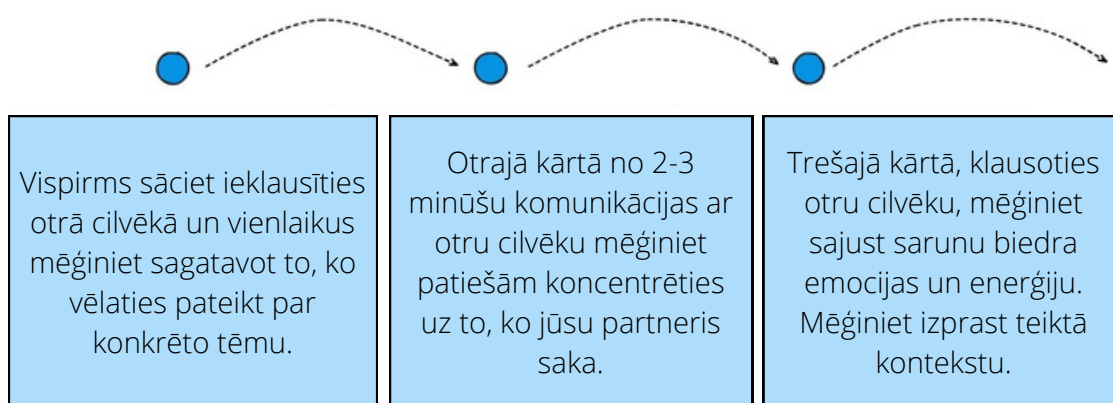 Vispirms sāciet ieklausīties
otrā cilvēkā un vienlaikus
mēģiniet sagatavot to, ko
vēlaties pateikt par
konkrēto tēmu.
Otrajā kārtā no 2-3
minūšu komunikācijas ar
otru cilvēku mēģiniet
patiešām koncentrēties
uz to, ko jūsu partneris
saka.
Trešajā kārtā, klausoties
otru cilvēku, mēģiniet
sajust sarunu biedra
emocijas un enerģiju.
Mēģiniet izprast teiktā
kontekstu.